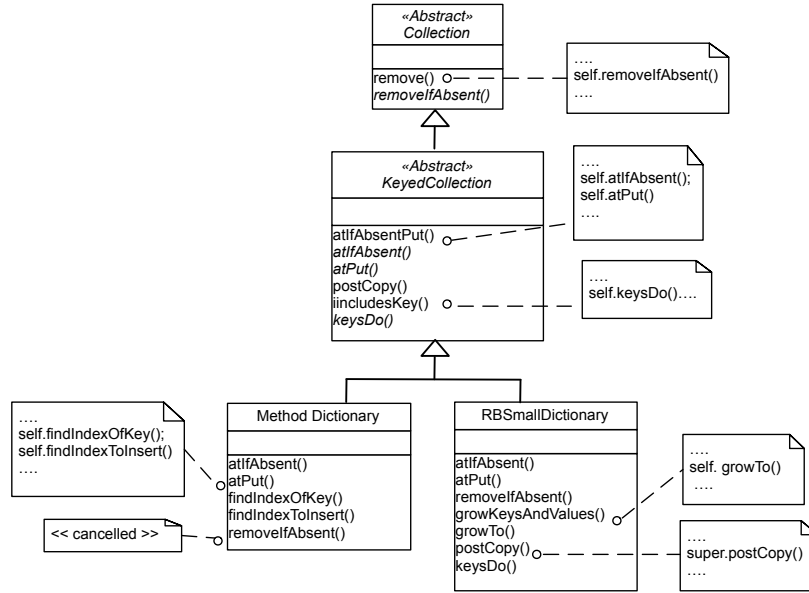 «Abstract»
Collection
remove()
removeIfAbsent()
....
self.removeIfAbsent()
....
«Abstract»
KeyedCollection
atIfAbsentPut()
atIfAbsent()
atPut()
postCopy()
iincludesKey()
keysDo()
....
self.atIfAbsent();
self.atPut()
....
....
self.keysDo()....
Method Dictionary
atIfAbsent()
atPut()
findIndexOfKey()
findIndexToInsert()
removeIfAbsent()
....
self.findIndexOfKey();
self.findIndexToInsert()
....
<< cancelled >>
RBSmallDictionary
atIfAbsent()
atPut()
removeIfAbsent()
growKeysAndValues()
growTo()
postCopy()
keysDo()
....
self. growTo()
....
....
super.postCopy()
....